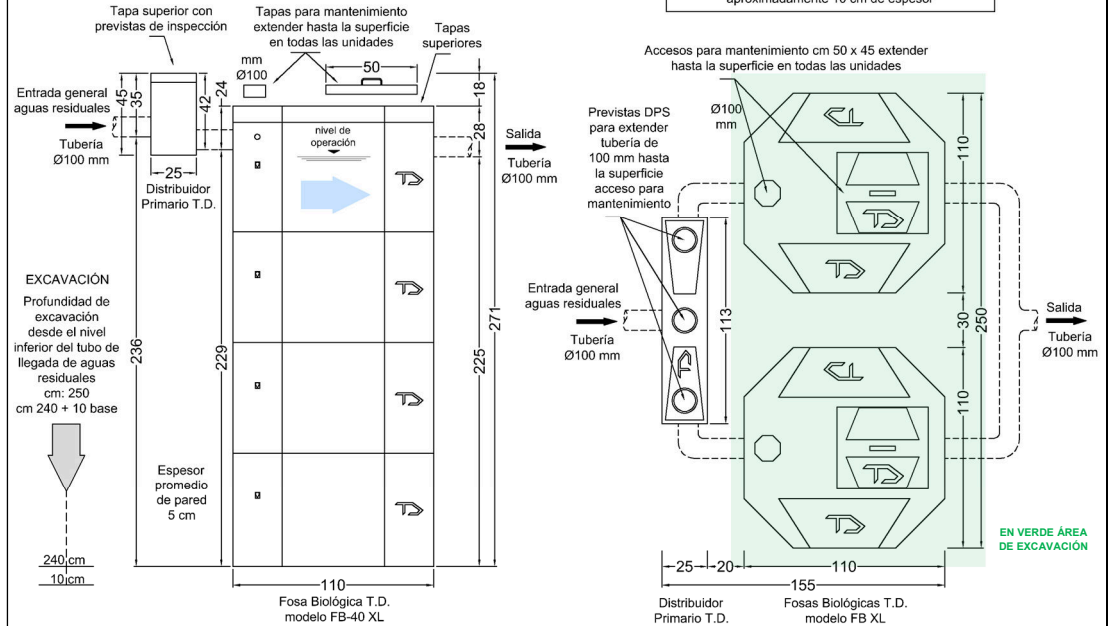 aproximadamente 10 cm de espesor
Tapa superior con
previstas de inspección
Tapas para mantenimiento
extender hasta la superficie
en todas las unidades
Tapas
superiores
mm
Ø100
50
18
24
45
35
42
28
Entrada general
aguas residuales
Tubería
Ø100 mm
nivel de
operación
Salida
Tubería
Ø100 mm
25
Distribuidor
Primario T.D.
EXCAVACIÓN
Profundidad de
excavación
desde el nivel
inferior del tubo de
llegada de aguas
residuales
cm: 250
cm 240 + 10 base
236
229
225
271
Espesor
promedio
de pared
5 cm
240 cm
10 cm
110
Fosa Biológica T.D.
modelo FB-40 XL
Accesos para mantenimiento cm 50 x 45 extender
hasta la superficie en todas las unidades
Previstas DPS
para extender
tubería de
100 mm hasta
la superficie
acceso para
mantenimiento
Ø100
mm
Entrada general
aguas residuales
Tubería
Ø100 mm
113
110
30
250
110
Salida
Tubería
Ø100 mm
EN VERDE ÁREA
DE EXCAVACIÓN
25
20
110
155
Distribuidor
Primario T.D.
Fosas Biológicas T.D.
modelo FB XL